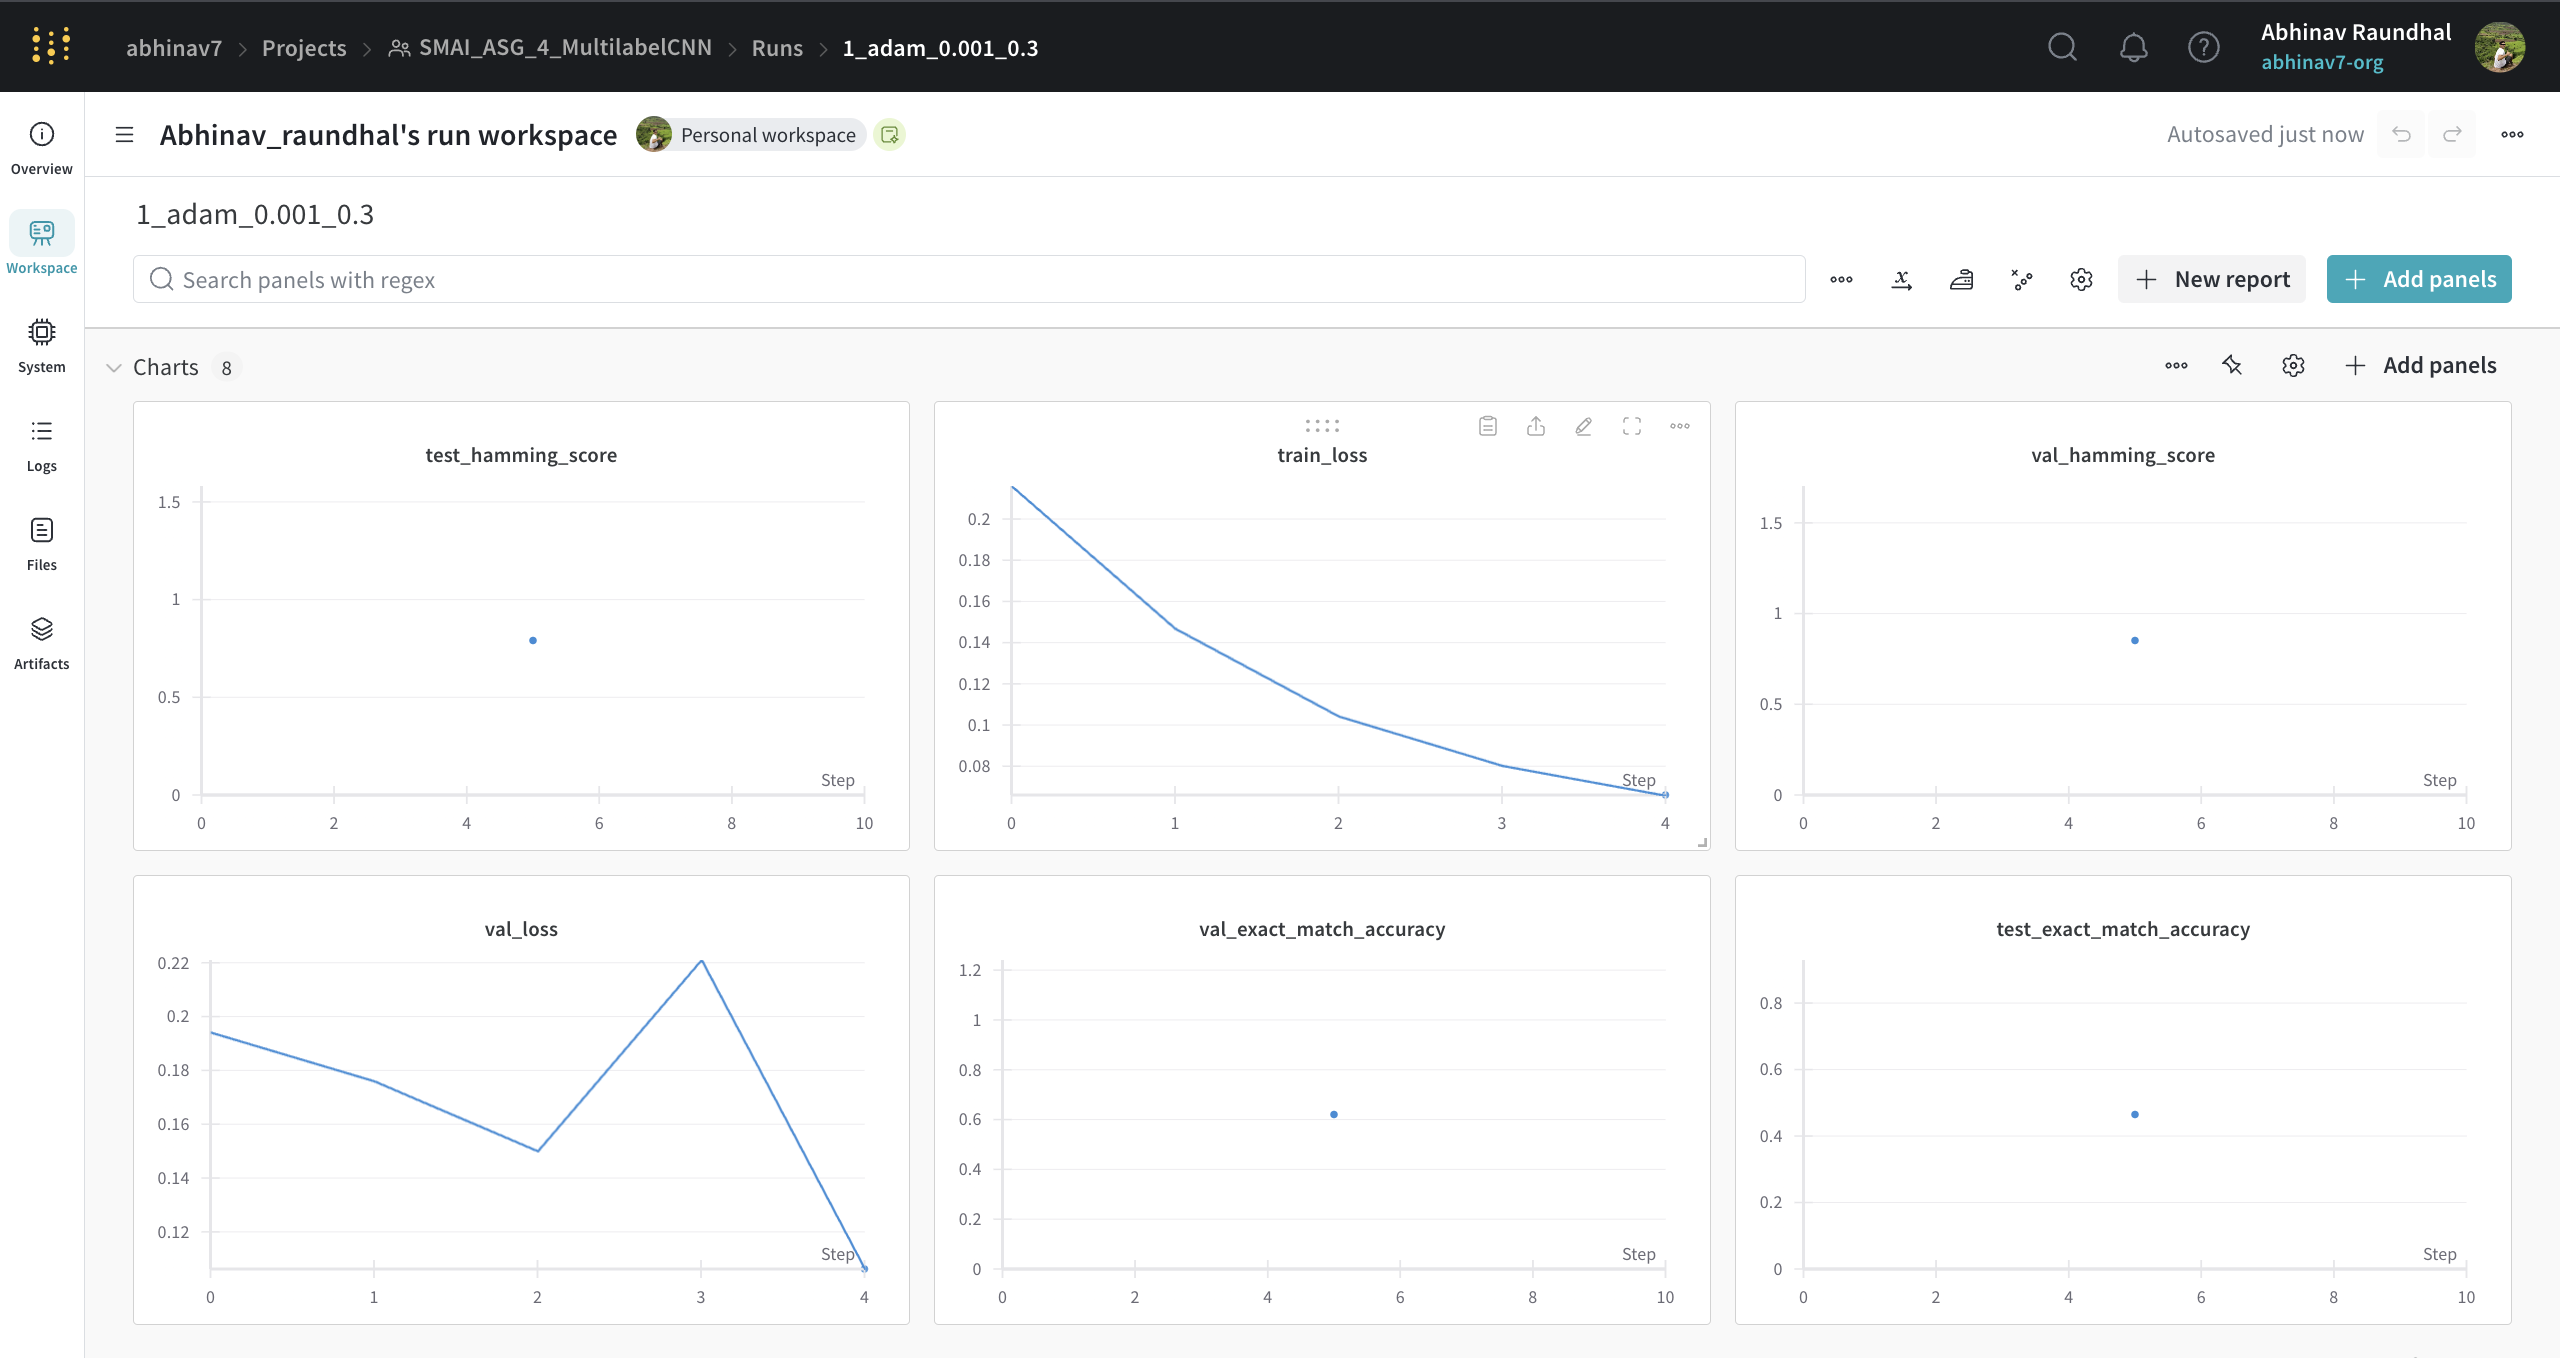 abhinav7 > Projects > SMAI_ASG_4_MultilabelCNN > Runs > 1_adam_0.001_0.3
Abhinav Raundhal
abhinav7-org
Overview
Workspace
System
Logs
Files
Artifacts
Abhinav_raundhal's run workspace Personal workspace Autosaved just now
1_adam_0.001_0.3
Search panels with regex New report Add panels
Charts 8 Add panels
test_hamming_score
1.5
1
0.5
0
Step
0 2 4 6 8 10
train_loss
0.2
0.18
0.16
0.14
0.12
0.1
0.08
Step
0 1 2 3 4
val_hamming_score
1.5
1
0.5
0
Step
0 2 4 6 8 10
val_loss
0.22
0.2
0.18
0.16
0.14
0.12
Step
0 1 2 3 4
val_exact_match_accuracy
1.2
1
0.8
0.6
0.4
0.2
0
Step
0 2 4 6 8 10
test_exact_match_accuracy
0.8
0.6
0.4
0.2
0
Step
0 2 4 6 8 10